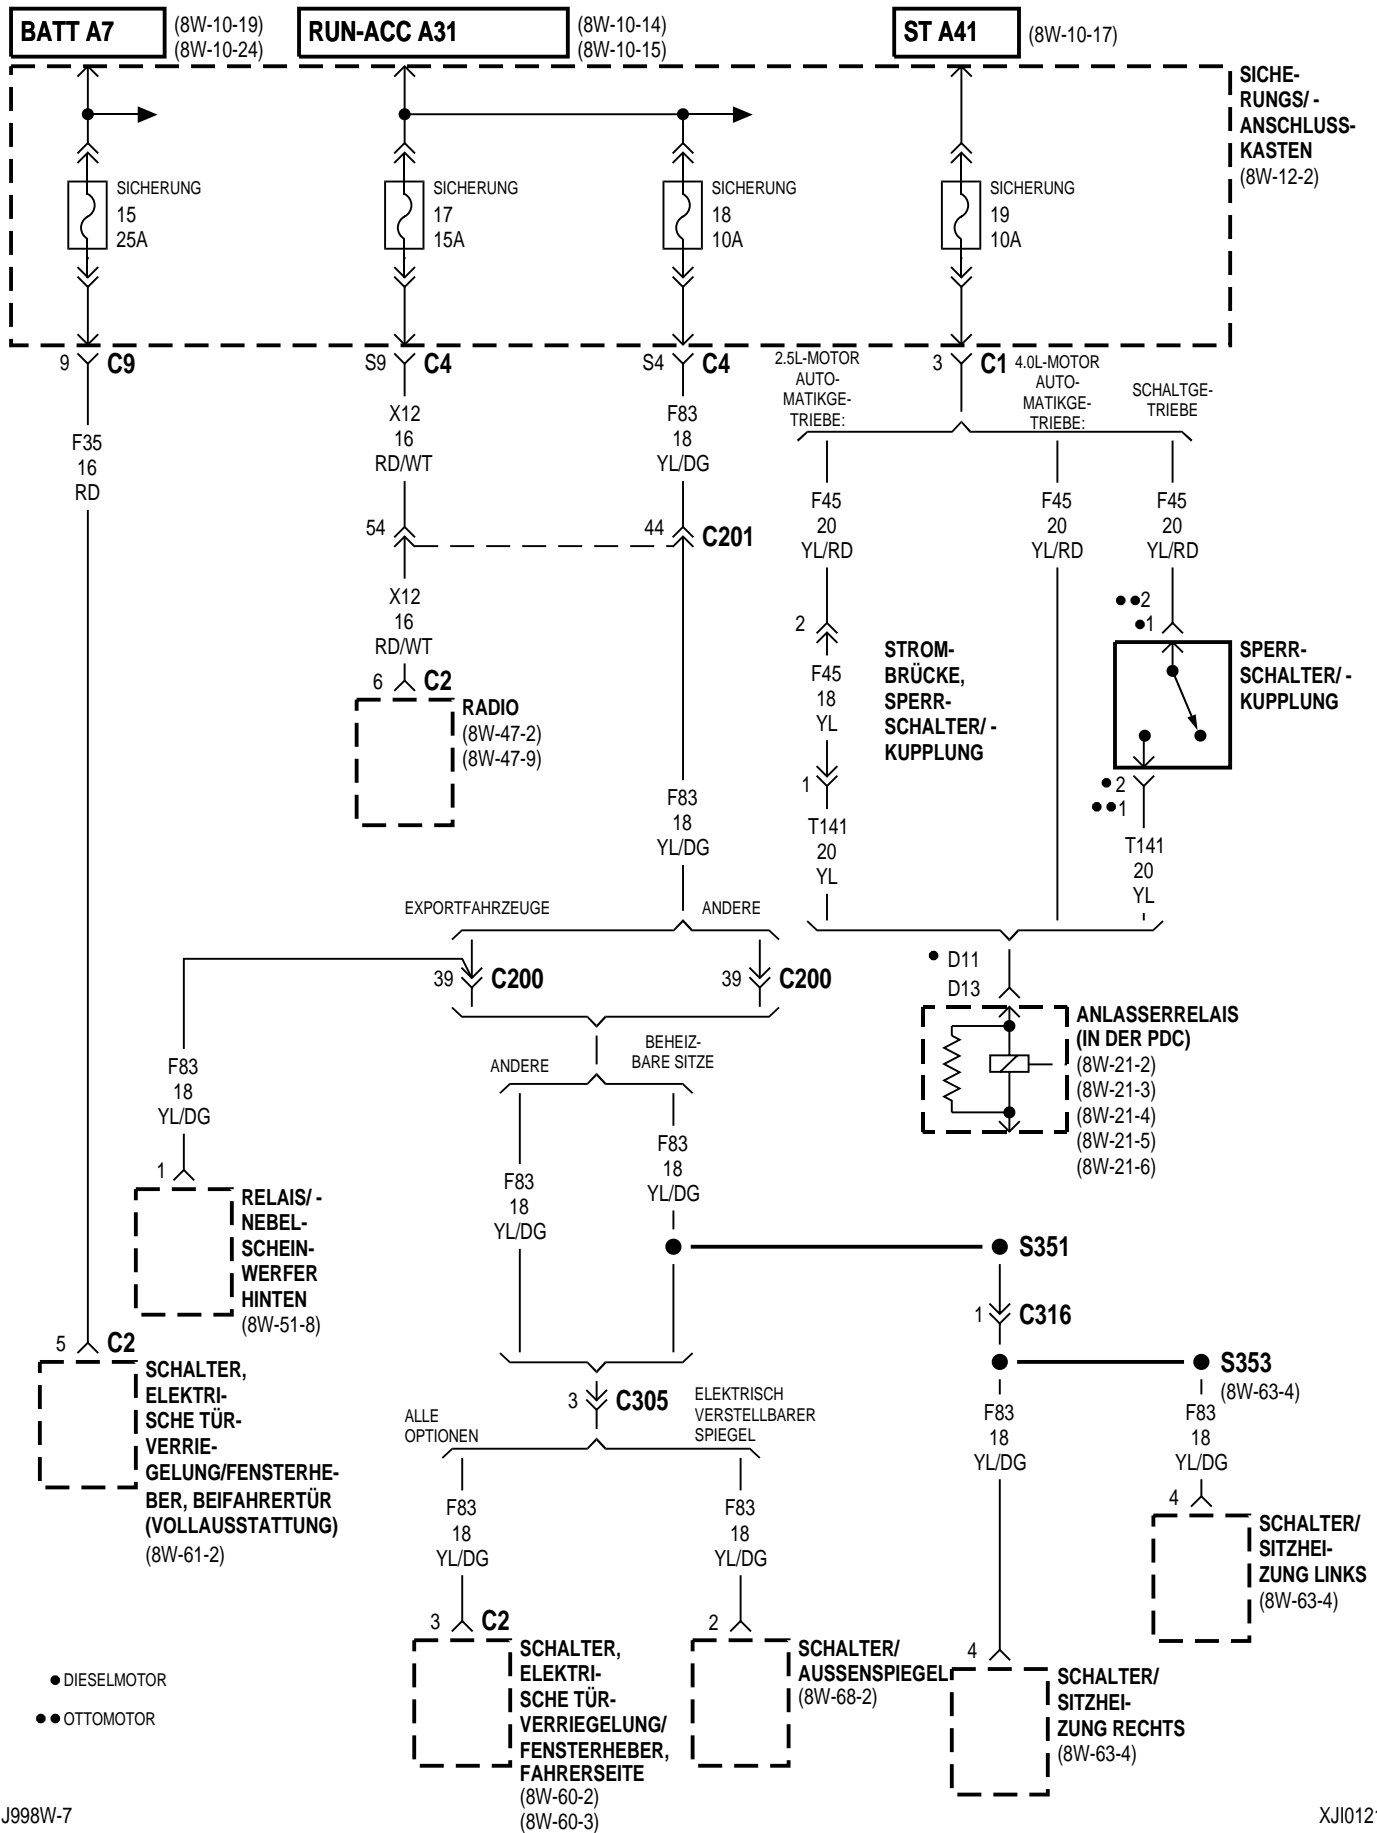 BATT A7
(8W-10-19)
(8W-10-24)
RUN-ACC A31
(8W-10-14)
(8W-10-15)
ST A41
(8W-10-17)
SICHE-
RUNGS/ -
ANSCHLUSS-
KASTEN
(8W-12-2)
SICHERUNG
15
25A
SICHERUNG
17
15A
SICHERUNG
18
10A
SICHERUNG
19
10A
9
C9
S9
C4
S4
C4
3
C1
2.5L-MOTOR
AUTO-
MATIKGE-
TRIEBE:
4.0L-MOTOR
AUTO-
MATIKGE-
TRIEBE:
SCHALTGE-
TRIEBE
F35
16
RD
X12
16
RD/WT
F83
18
YL/DG
F45
20
YL/RD
F45
20
YL/RD
F45
20
YL/RD
54
44
C201
X12
16
RD/WT
6
C2
RADIO
(8W-47-2)
(8W-47-9)
2
F45
18
YL
1
T141
20
YL
STROM-
BRÜCKE,
SPERR-
SCHALTER/ -
KUPPLUNG
●●2
●1
SPERR-
SCHALTER/ -
KUPPLUNG
●2
●●1
T141
20
YL
F83
18
YL/DG
EXPORTFAHRZEUGE
ANDERE
39
C200
39
C200
● D11
D13
ANLASSERRELAIS
(IN DER PDC)
(8W-21-2)
(8W-21-3)
(8W-21-4)
(8W-21-5)
(8W-21-6)
ANDERE
BEHEIZ-
BARE SITZE
F83
18
YL/DG
F83
18
YL/DG
F83
18
YL/DG
1
RELAIS/ -
NEBEL-
SCHEIN-
WERFER
HINTEN
(8W-51-8)
S351
1
C316
S353
(8W-63-4)
5
C2
SCHALTER,
ELEKTRI-
SCHE TÜR-
VERRIE-
GELUNG/FENSTERHE-
BER, BEIFAHRERTÜR
(VOLLAUSSTATTUNG)
(8W-61-2)
3
C305
ALLE
OPTIONEN
ELEKTRISCH
VERSTELLBARER
SPIEGEL
F83
18
YL/DG
F83
18
YL/DG
F83
18
YL/DG
F83
18
YL/DG
4
SCHALTER/
SITZHEI-
ZUNG LINKS
(8W-63-4)
3
C2
SCHALTER,
ELEKTRI-
SCHE TÜR-
VERRIEGELUNG/
FENSTERHEBER,
FAHRERSEITE
(8W-60-2)
(8W-60-3)
2
SCHALTER/
AUSSENSPIEGEL
(8W-68-2)
4
SCHALTER/
SITZHEI-
ZUNG RECHTS
(8W-63-4)
● DIESELMOTOR
●● OTTOMOTOR
J998W-7
XJI0121